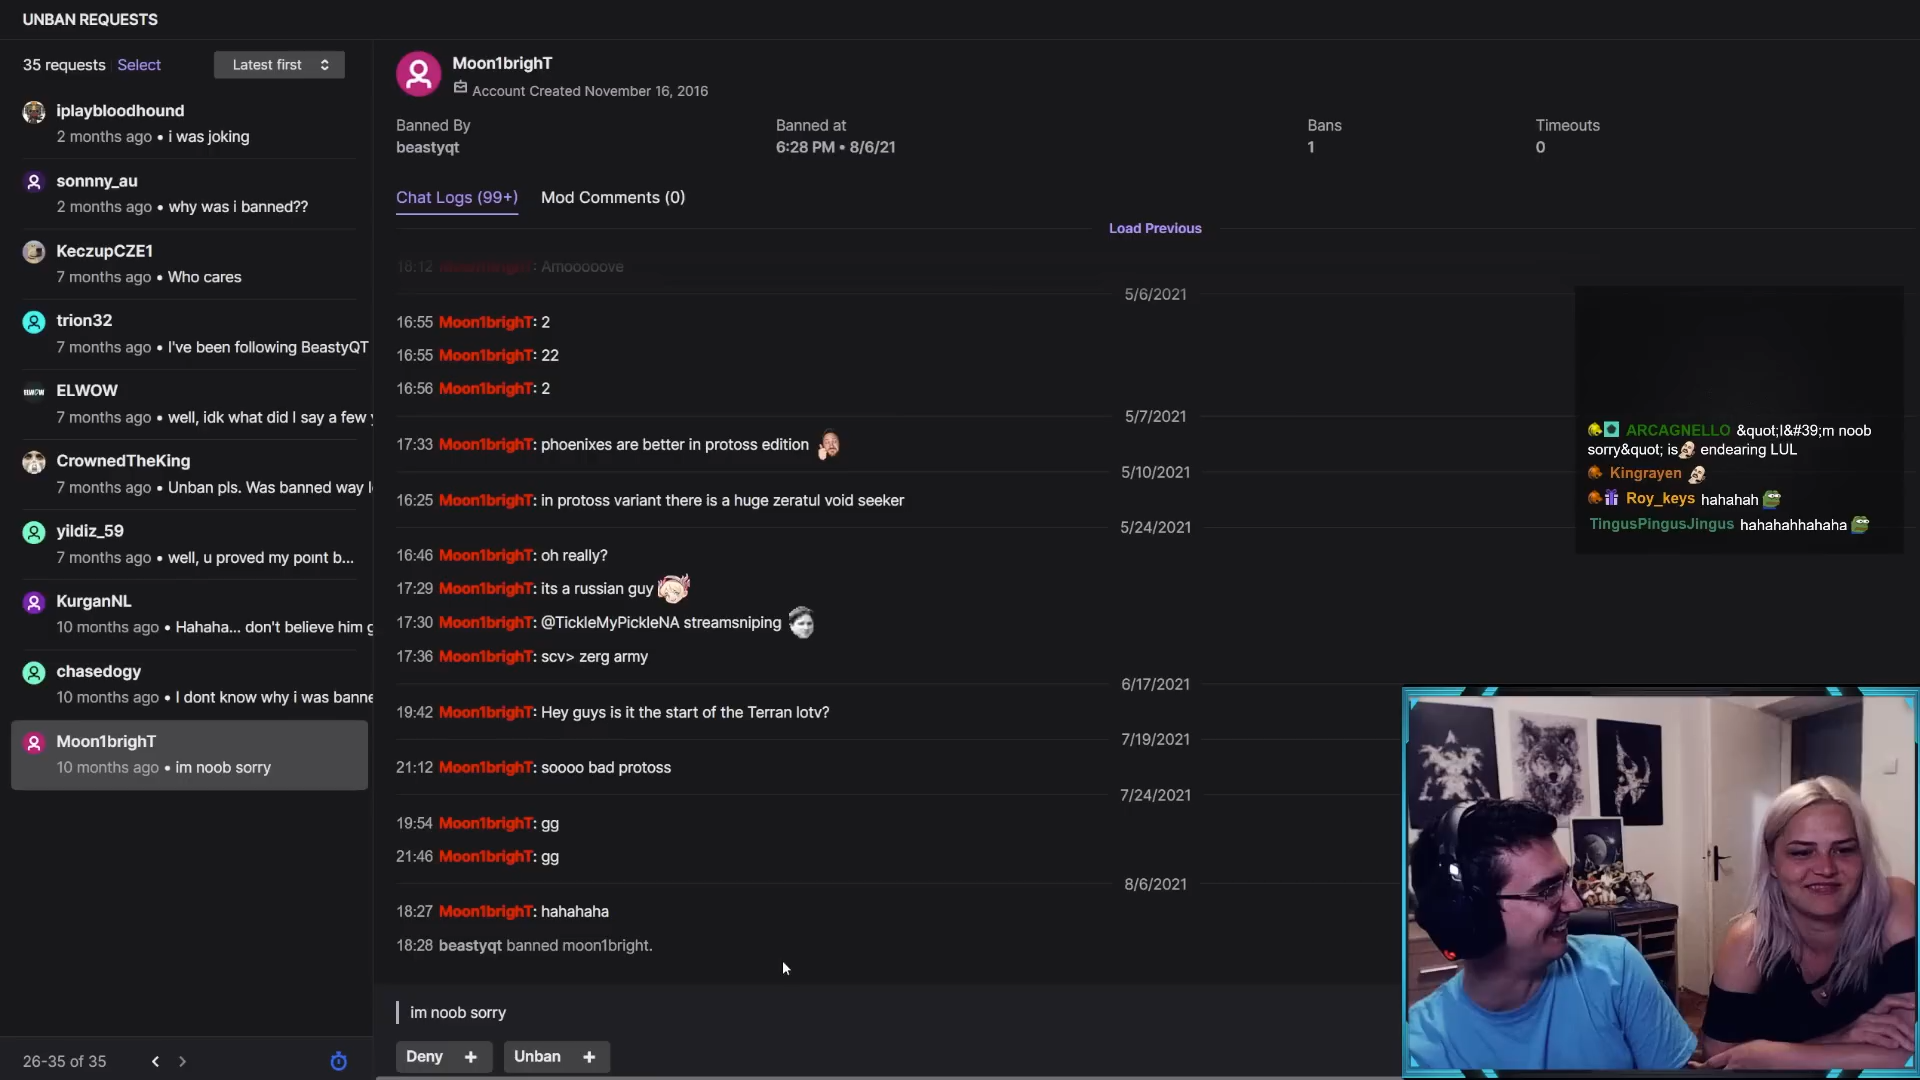 UNBAN REQUESTS
35 requests Select Latest first
iplaybloodhound
2 months ago • i was joking
sonnny_au
2 months ago • why was i banned??
KeczupCZE1
7 months ago • Who cares
trion32
7 months ago • I've been following BeastyQT
ELWOW
7 months ago • well, idk what did I say a few y
CrownedTheKing
7 months ago • Unban pls. Was banned way l
yildiz_59
7 months ago • well, u proved my poınt b...
KurganNL
10 months ago • Hahaha... don't believe him g
chasedogy
10 months ago • I dont know why i was banne
Moon1brighT
10 months ago • im noob sorry
26-35 of 35
Moon1brighT
Account Created November 16, 2016
Banned By Banned at Bans Timeouts
beastyqt 6:28 PM • 8/6/21 1 0
Chat Logs (99+) Mod Comments (0)
Load Previous
18:12 Moon1brighT: Amooooove
5/6/2021
16:55 Moon1brighT: 2
16:55 Moon1brighT: 22
16:56 Moon1brighT: 2
5/7/2021
17:33 Moon1brighT: phoenixes are better in protoss edition
5/10/2021
16:25 Moon1brighT: in protoss variant there is a huge zeratul void seeker
5/24/2021
16:46 Moon1brighT: oh really?
17:29 Moon1brighT: its a russian guy
17:30 Moon1brighT: @TickleMyPickleNA streamsniping
17:36 Moon1brighT: scv> zerg army
6/17/2021
19:42 Moon1brighT: Hey guys is it the start of the Terran lotv?
7/19/2021
21:12 Moon1brighT: soooo bad protoss
7/24/2021
19:54 Moon1brighT: gg
21:46 Moon1brighT: gg
8/6/2021
18:27 Moon1brighT: hahahaha
18:28 beastyqt banned moon1bright.
im noob sorry
Deny + Unban +
ARCAGNELLO &quot;I&#39;m noob
sorry&quot; is endearing LUL
Kingrayen
Roy_keys hahahah
TingusPingusJingus hahahahhahaha